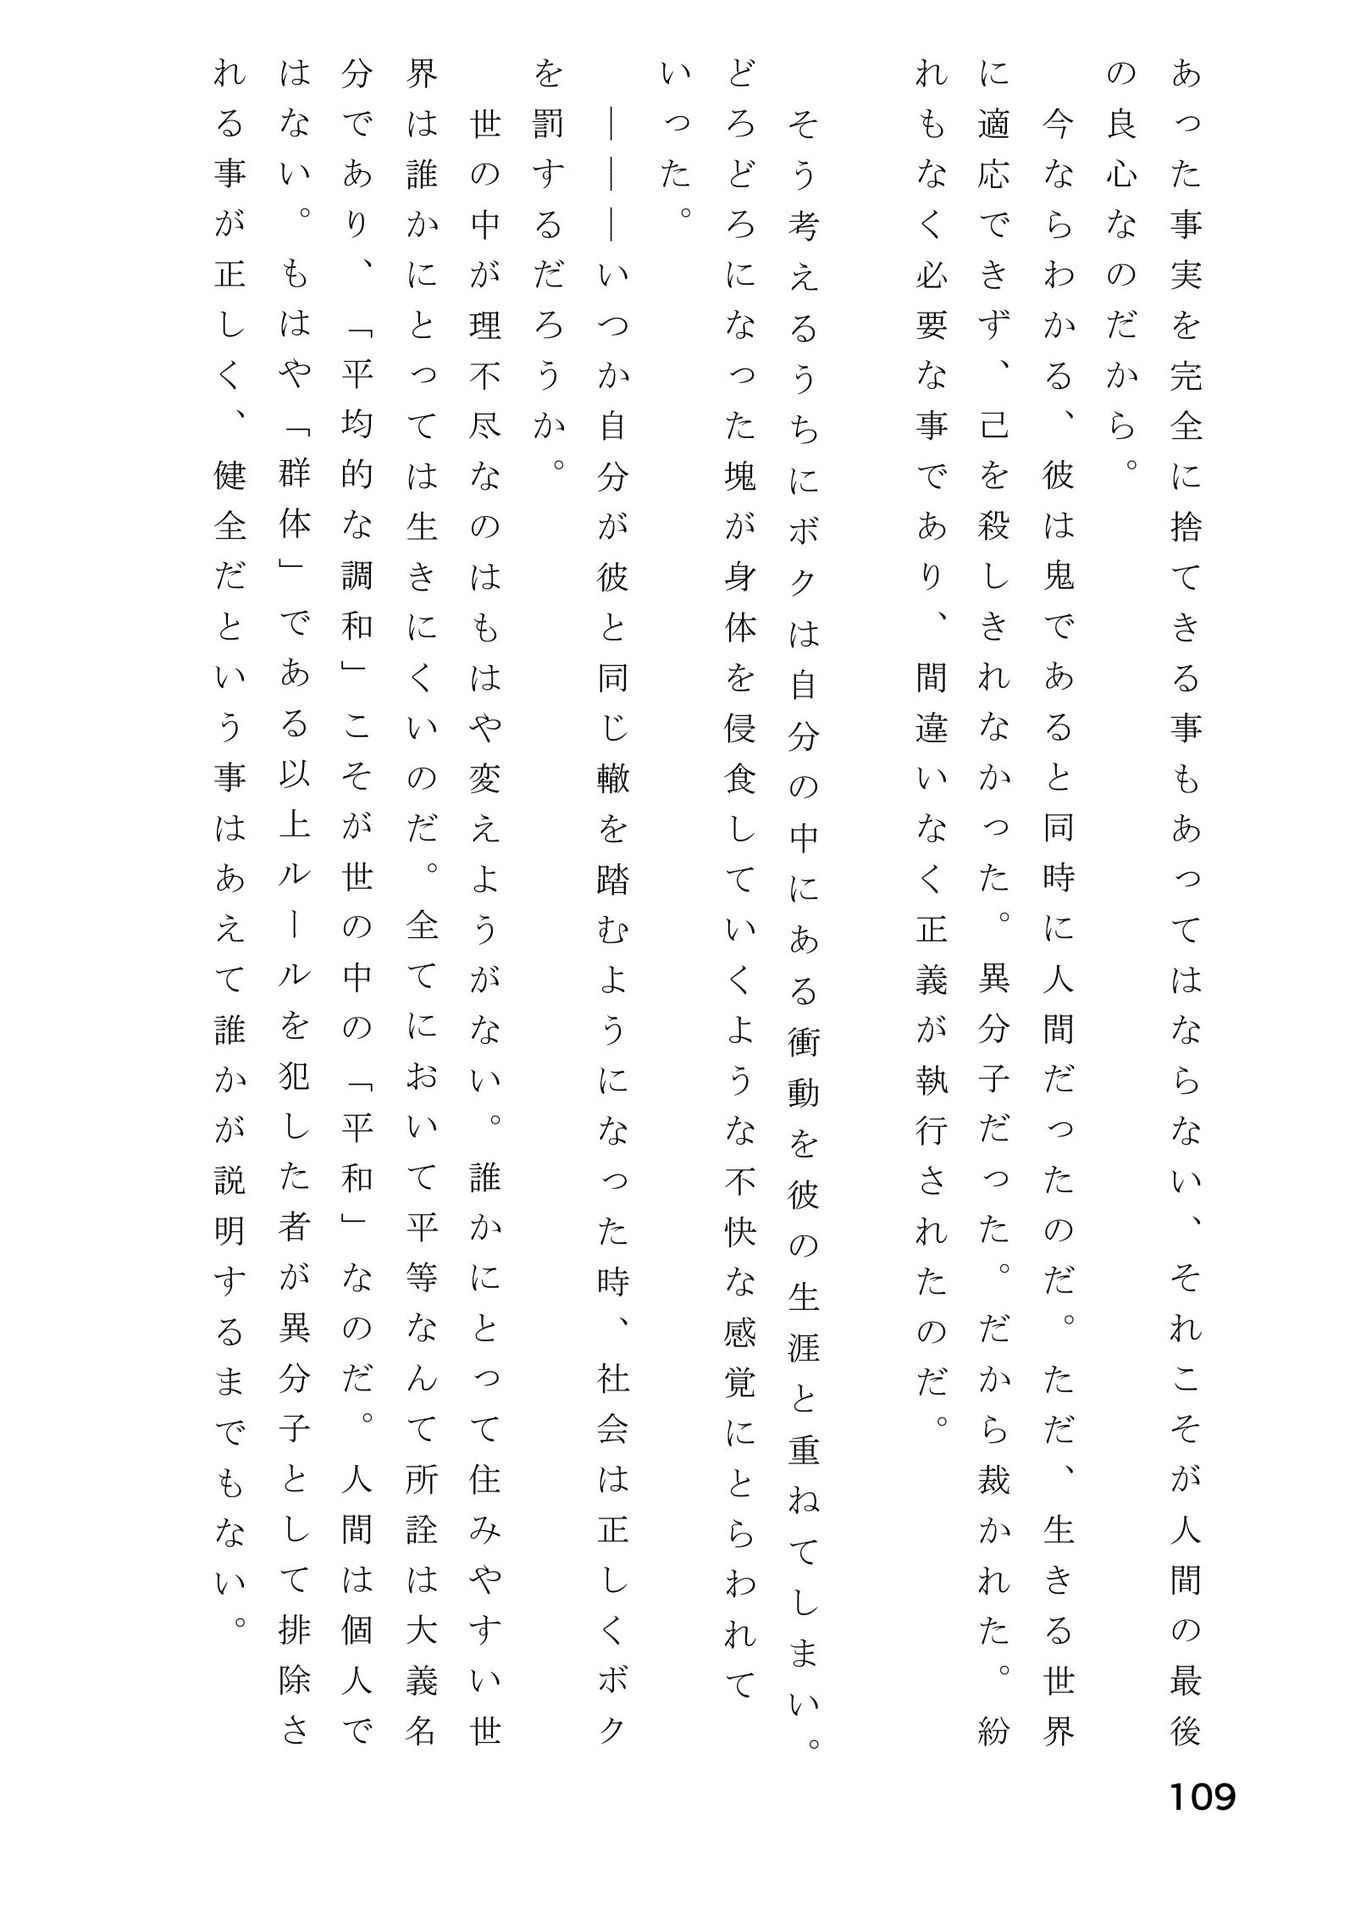 あった事実を完全に捨てきる事もあってはならない、それこそが人間の最後
の良心なのだから。
　今ならわかる、彼は鬼であると同時に人間だったのだ。ただ、生きる世界
に適応できず、己を殺しきれなかった。異分子だった。だから裁かれた。紛
れもなく必要な事であり、間違いなく正義が執行されたのだ。
　そう考えるうちにボクは自分の中にある衝動を彼の生涯と重ねてしまい。
どろどろになった塊が身体を侵食していくような不快な感覚にとらわれて
いった。
　―――いつか自分が彼と同じ轍を踏むようになった時、社会は正しくボク
を罰するだろうか。
　世の中が理不尽なのはもはや変えようがない。誰かにとって住みやすい世
界は誰かにとっては生きにくいのだ。全てにおいて平等なんて所詮は大義名
分であり、「平均的な調和」こそが世の中の「平和」なのだ。人間は個人で
はない。もはや「群体」である以上ルールを犯した者が異分子として排除さ
れる事が正しく、健全だという事はあえて誰かが説明するまでもない。
109